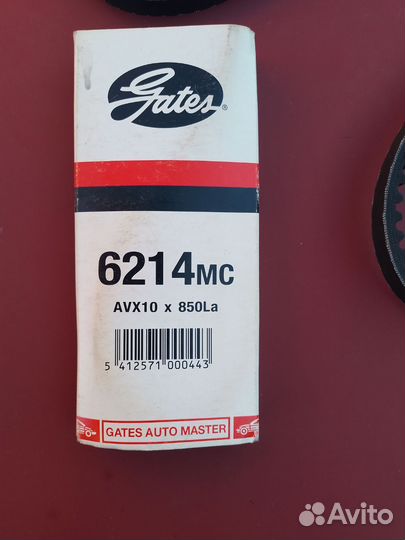 Gates®
6214MC
AVX10 x 850La
5 412571 000443
GATES AUTO MASTER
Avito